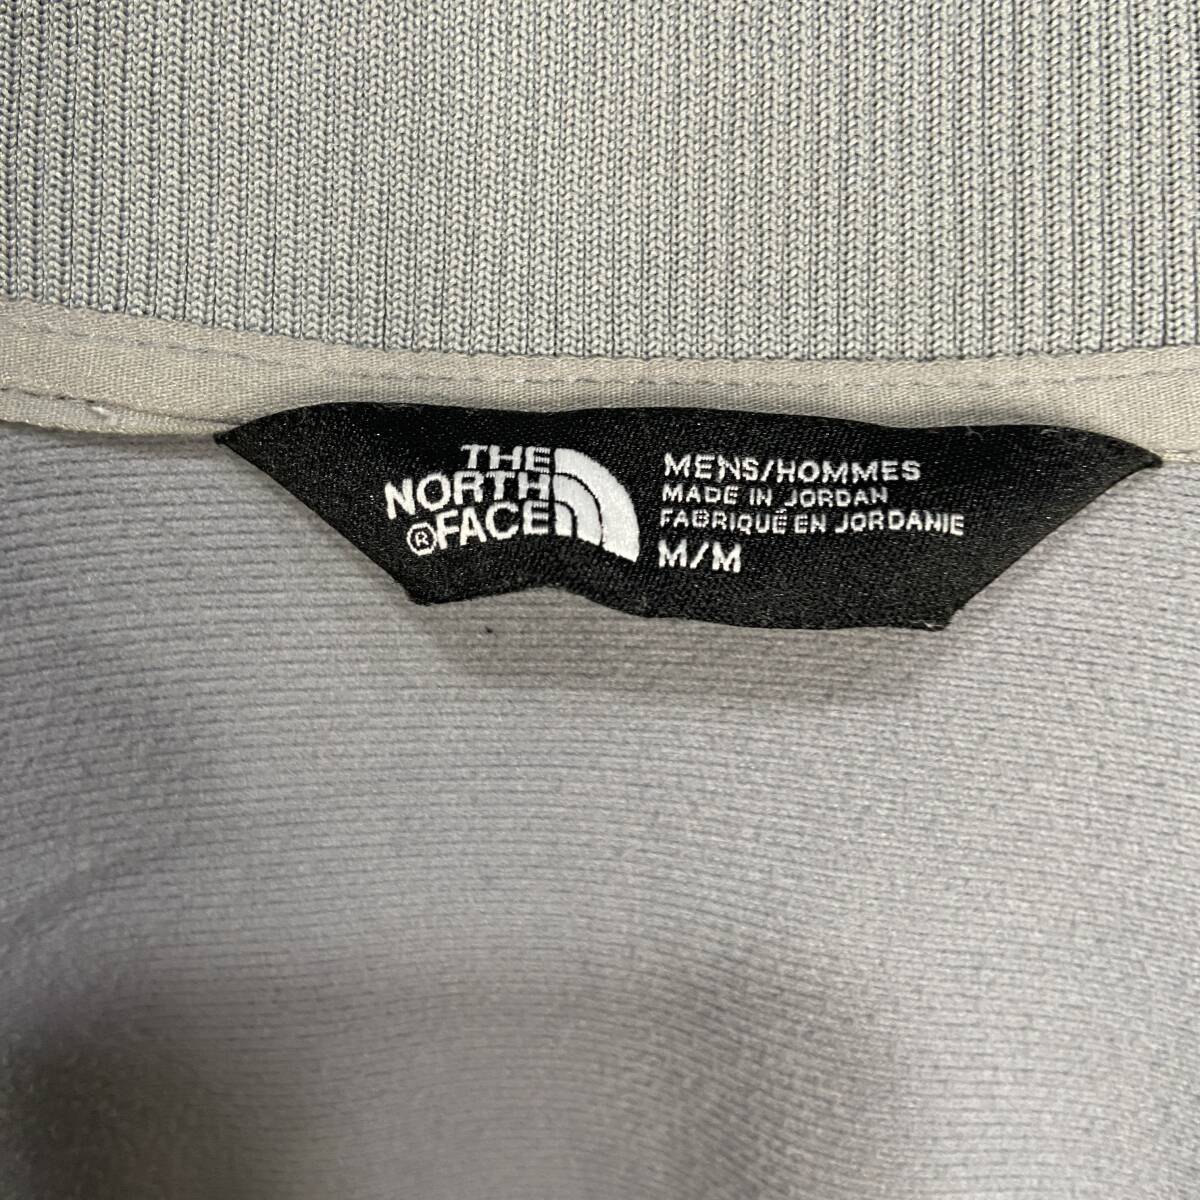 THE
NORTH
®FACE
MENS/HOMMES
MADE IN JORDAN
FABRIQUÉ EN JORDANIE
M/M